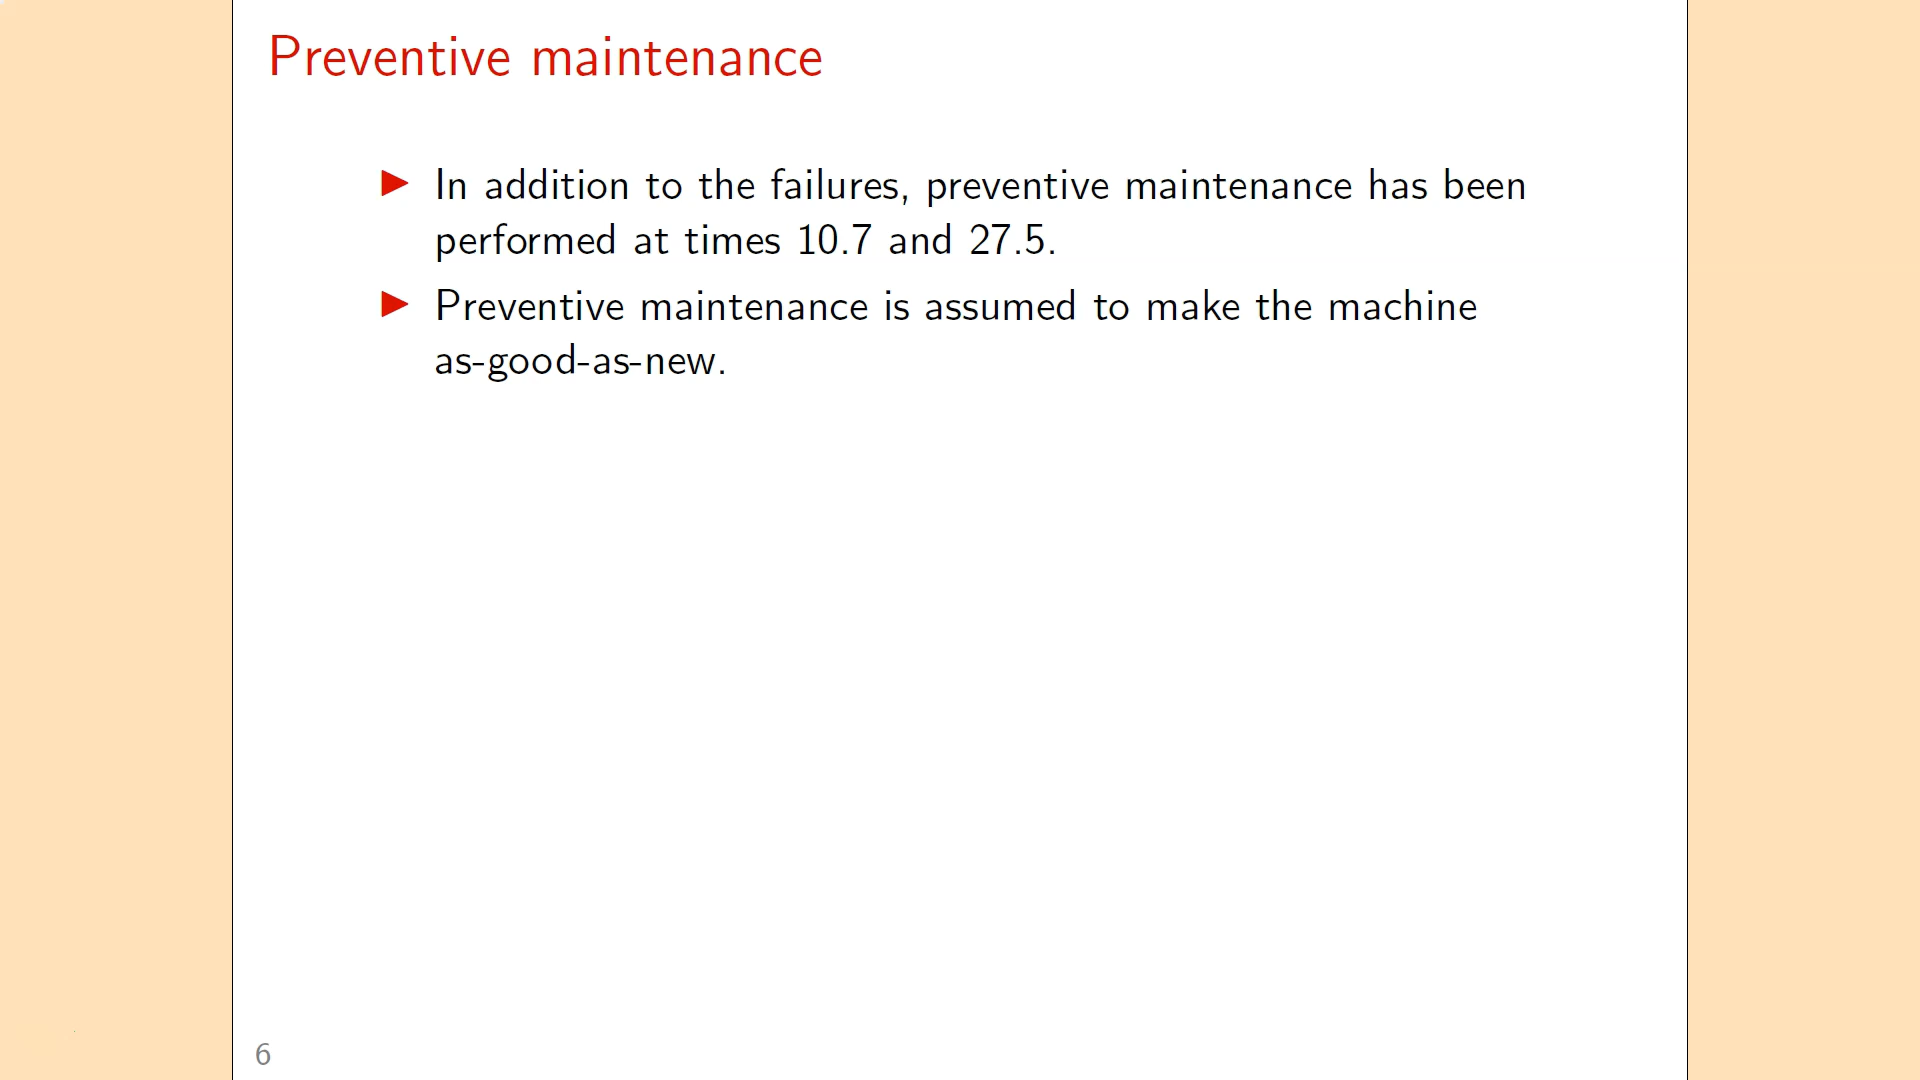 Preventive maintenance
▶ In addition to the failures, preventive maintenance has been
performed at times 10.7 and 27.5.
▶ Preventive maintenance is assumed to make the machine
as-good-as-new.
6